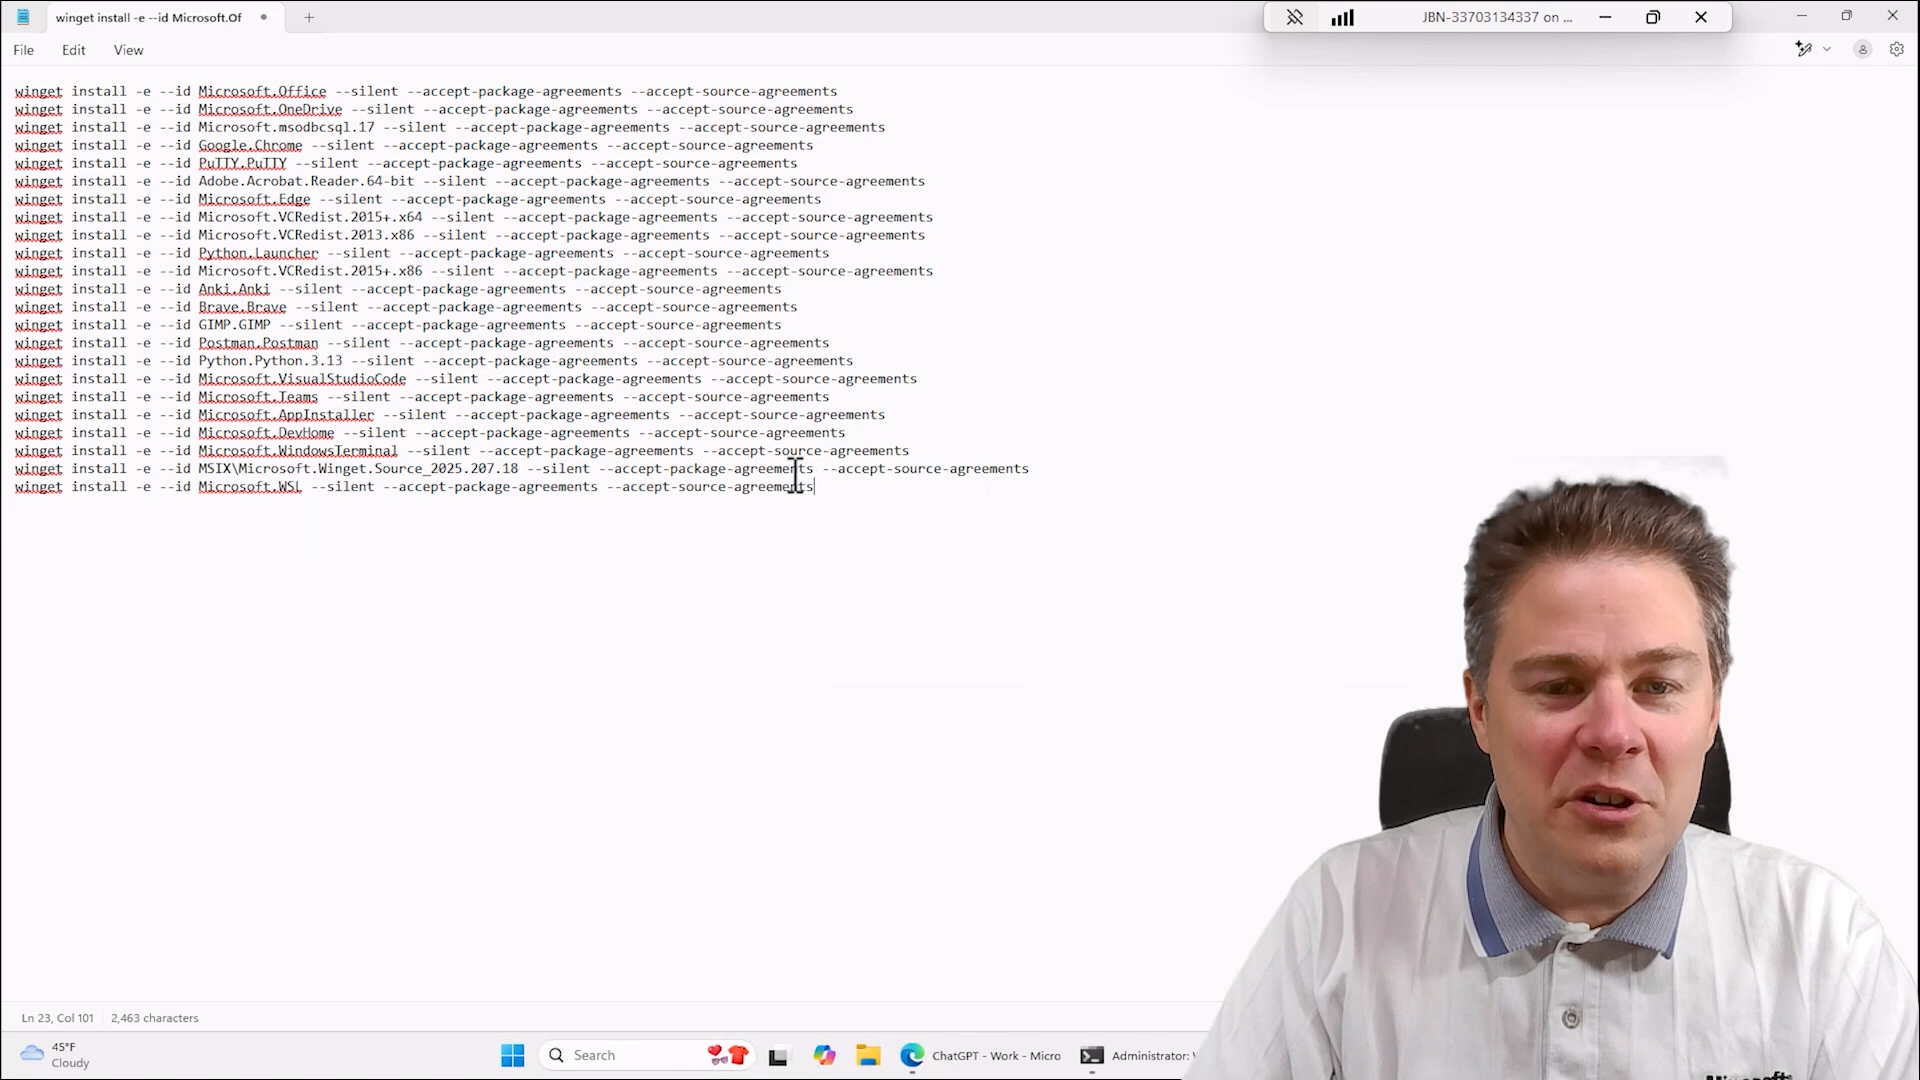 winget install -e --id Microsoft.Of
JBN-33703134337 on ...
File Edit View
winget install -e --id Microsoft.Office --silent --accept-package-agreements --accept-source-agreements
winget install -e --id Microsoft.OneDrive --silent --accept-package-agreements --accept-source-agreements
winget install -e --id Microsoft.msodbcsql.17 --silent --accept-package-agreements --accept-source-agreements
winget install -e --id Google.Chrome --silent --accept-package-agreements --accept-source-agreements
winget install -e --id PuTTY.PuTTY --silent --accept-package-agreements --accept-source-agreements
winget install -e --id Adobe.Acrobat.Reader.64-bit --silent --accept-package-agreements --accept-source-agreements
winget install -e --id Microsoft.Edge --silent --accept-package-agreements --accept-source-agreements
winget install -e --id Microsoft.VCRedist.2015+.x64 --silent --accept-package-agreements --accept-source-agreements
winget install -e --id Microsoft.VCRedist.2013.x86 --silent --accept-package-agreements --accept-source-agreements
winget install -e --id Python.Launcher --silent --accept-package-agreements --accept-source-agreements
winget install -e --id Microsoft.VCRedist.2015+.x86 --silent --accept-package-agreements --accept-source-agreements
winget install -e --id Anki.Anki --silent --accept-package-agreements --accept-source-agreements
winget install -e --id Brave.Brave --silent --accept-package-agreements --accept-source-agreements
winget install -e --id GIMP.GIMP --silent --accept-package-agreements --accept-source-agreements
winget install -e --id Postman.Postman --silent --accept-package-agreements --accept-source-agreements
winget install -e --id Python.Python.3.13 --silent --accept-package-agreements --accept-source-agreements
winget install -e --id Microsoft.VisualStudioCode --silent --accept-package-agreements --accept-source-agreements
winget install -e --id Microsoft.Teams --silent --accept-package-agreements --accept-source-agreements
winget install -e --id Microsoft.AppInstaller --silent --accept-package-agreements --accept-source-agreements
winget install -e --id Microsoft.DevHome --silent --accept-package-agreements --accept-source-agreements
winget install -e --id Microsoft.WindowsTerminal --silent --accept-package-agreements --accept-source-agreements
winget install -e --id MSIX\Microsoft.Winget.Source_2025.207.18 --silent --accept-package-agreements --accept-source-agreements
winget install -e --id Microsoft.WSL --silent --accept-package-agreements --accept-source-agreements
Ln 23, Col 101 2,463 characters
45°F
Cloudy
Search
ChatGPT - Work - Micro
Administrator: